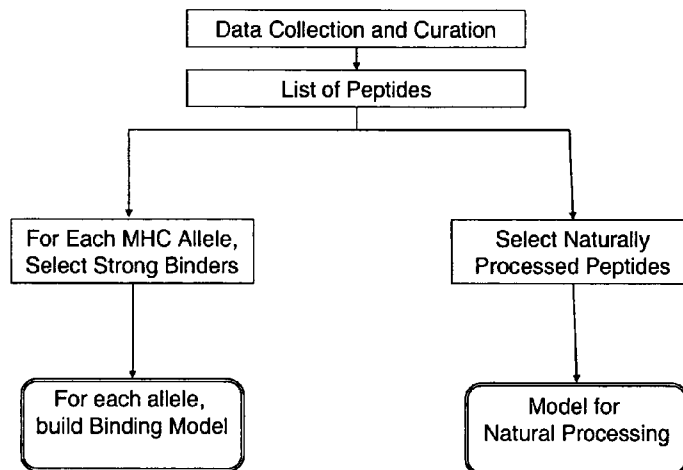 Data Collection and Curation
List of Peptides
For Each MHC Allele,
Select Strong Binders
Select Naturally
Processed Peptides
For each allele,
build Binding Model
Model for
Natural Processing